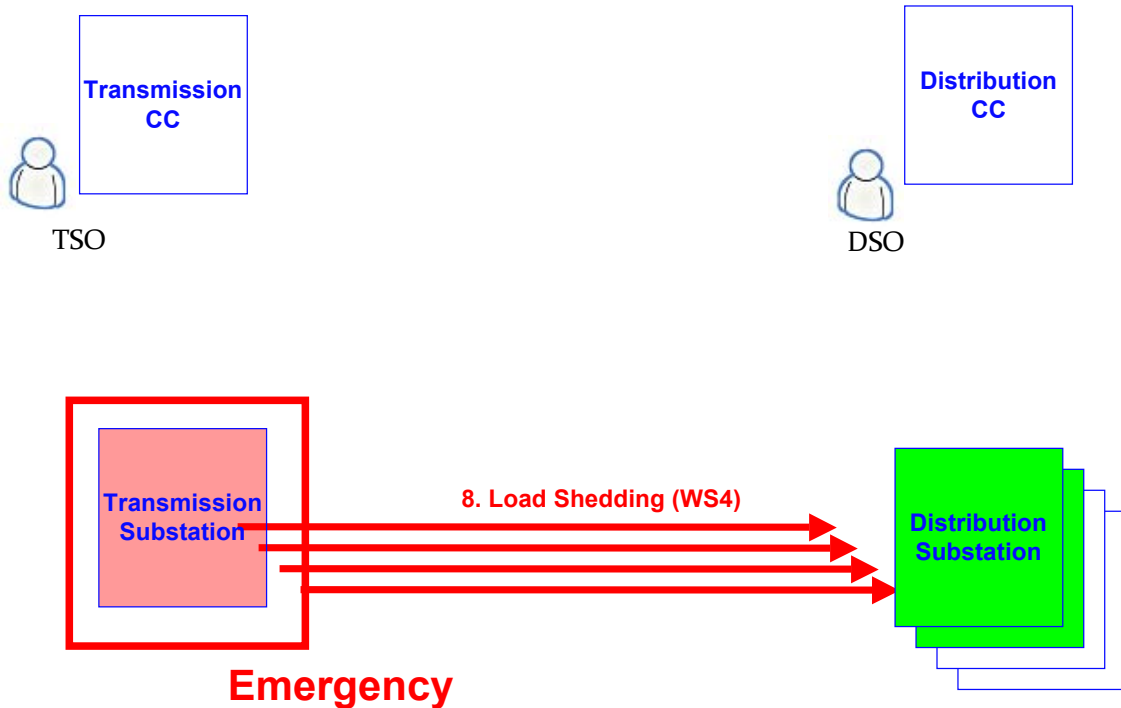 Transmission
CC
Distribution
CC
TSO
DSO
Transmission
Substation
8. Load Shedding (WS4)
Distribution
Substation
Emergency